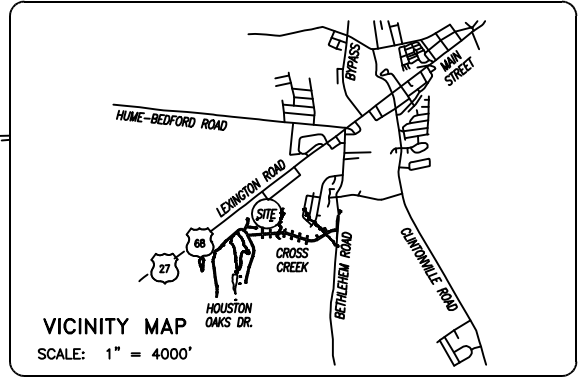 BYPASS
MAIN
STREET
HUME-BEDFORD ROAD
LEXINGTON ROAD
SITE
68
27
CROSS
CREEK
BETHLEHEM ROAD
CLINTONVILLE ROAD
HOUSTON
OAKS DR.
VICINITY MAP
SCALE: 1" = 4000'